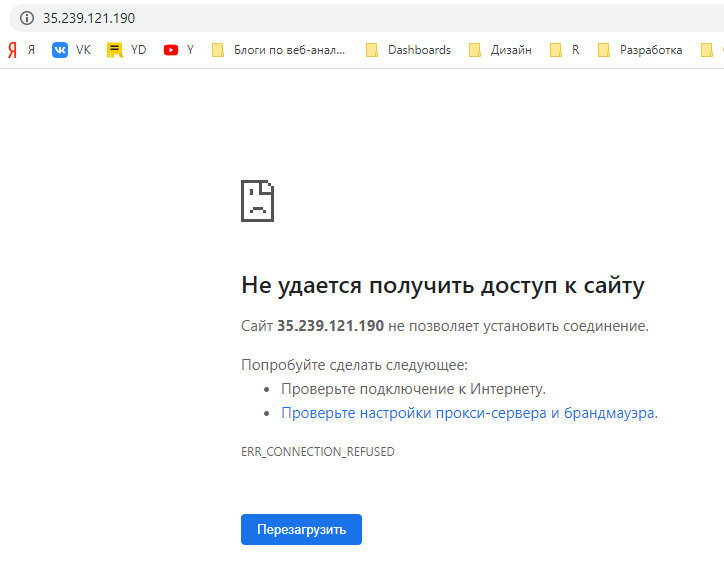 35.239.121.190
Я Я VK YD Y Блоги по веб-анал... Dashboards Дизайн R Разработка
Не удается получить доступ к сайту
Сайт 35.239.121.190 не позволяет установить соединение.
Попробуйте сделать следующее:
• Проверьте подключение к Интернету.
• Проверьте настройки прокси-сервера и брандмауэра.
ERR_CONNECTION_REFUSED
Перезагрузить